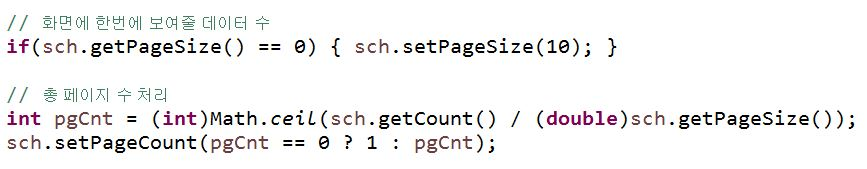 // 화면에 한번에 보여줄 데이터 수
if(sch.getPageSize() == 0) { sch.setPageSize(10); }
// 총 페이지 수 처리
int pgCnt = (int)Math.ceil(sch.getCount() / (double)sch.getPageSize());
sch.setPageCount(pgCnt == 0 ? 1 : pgCnt);